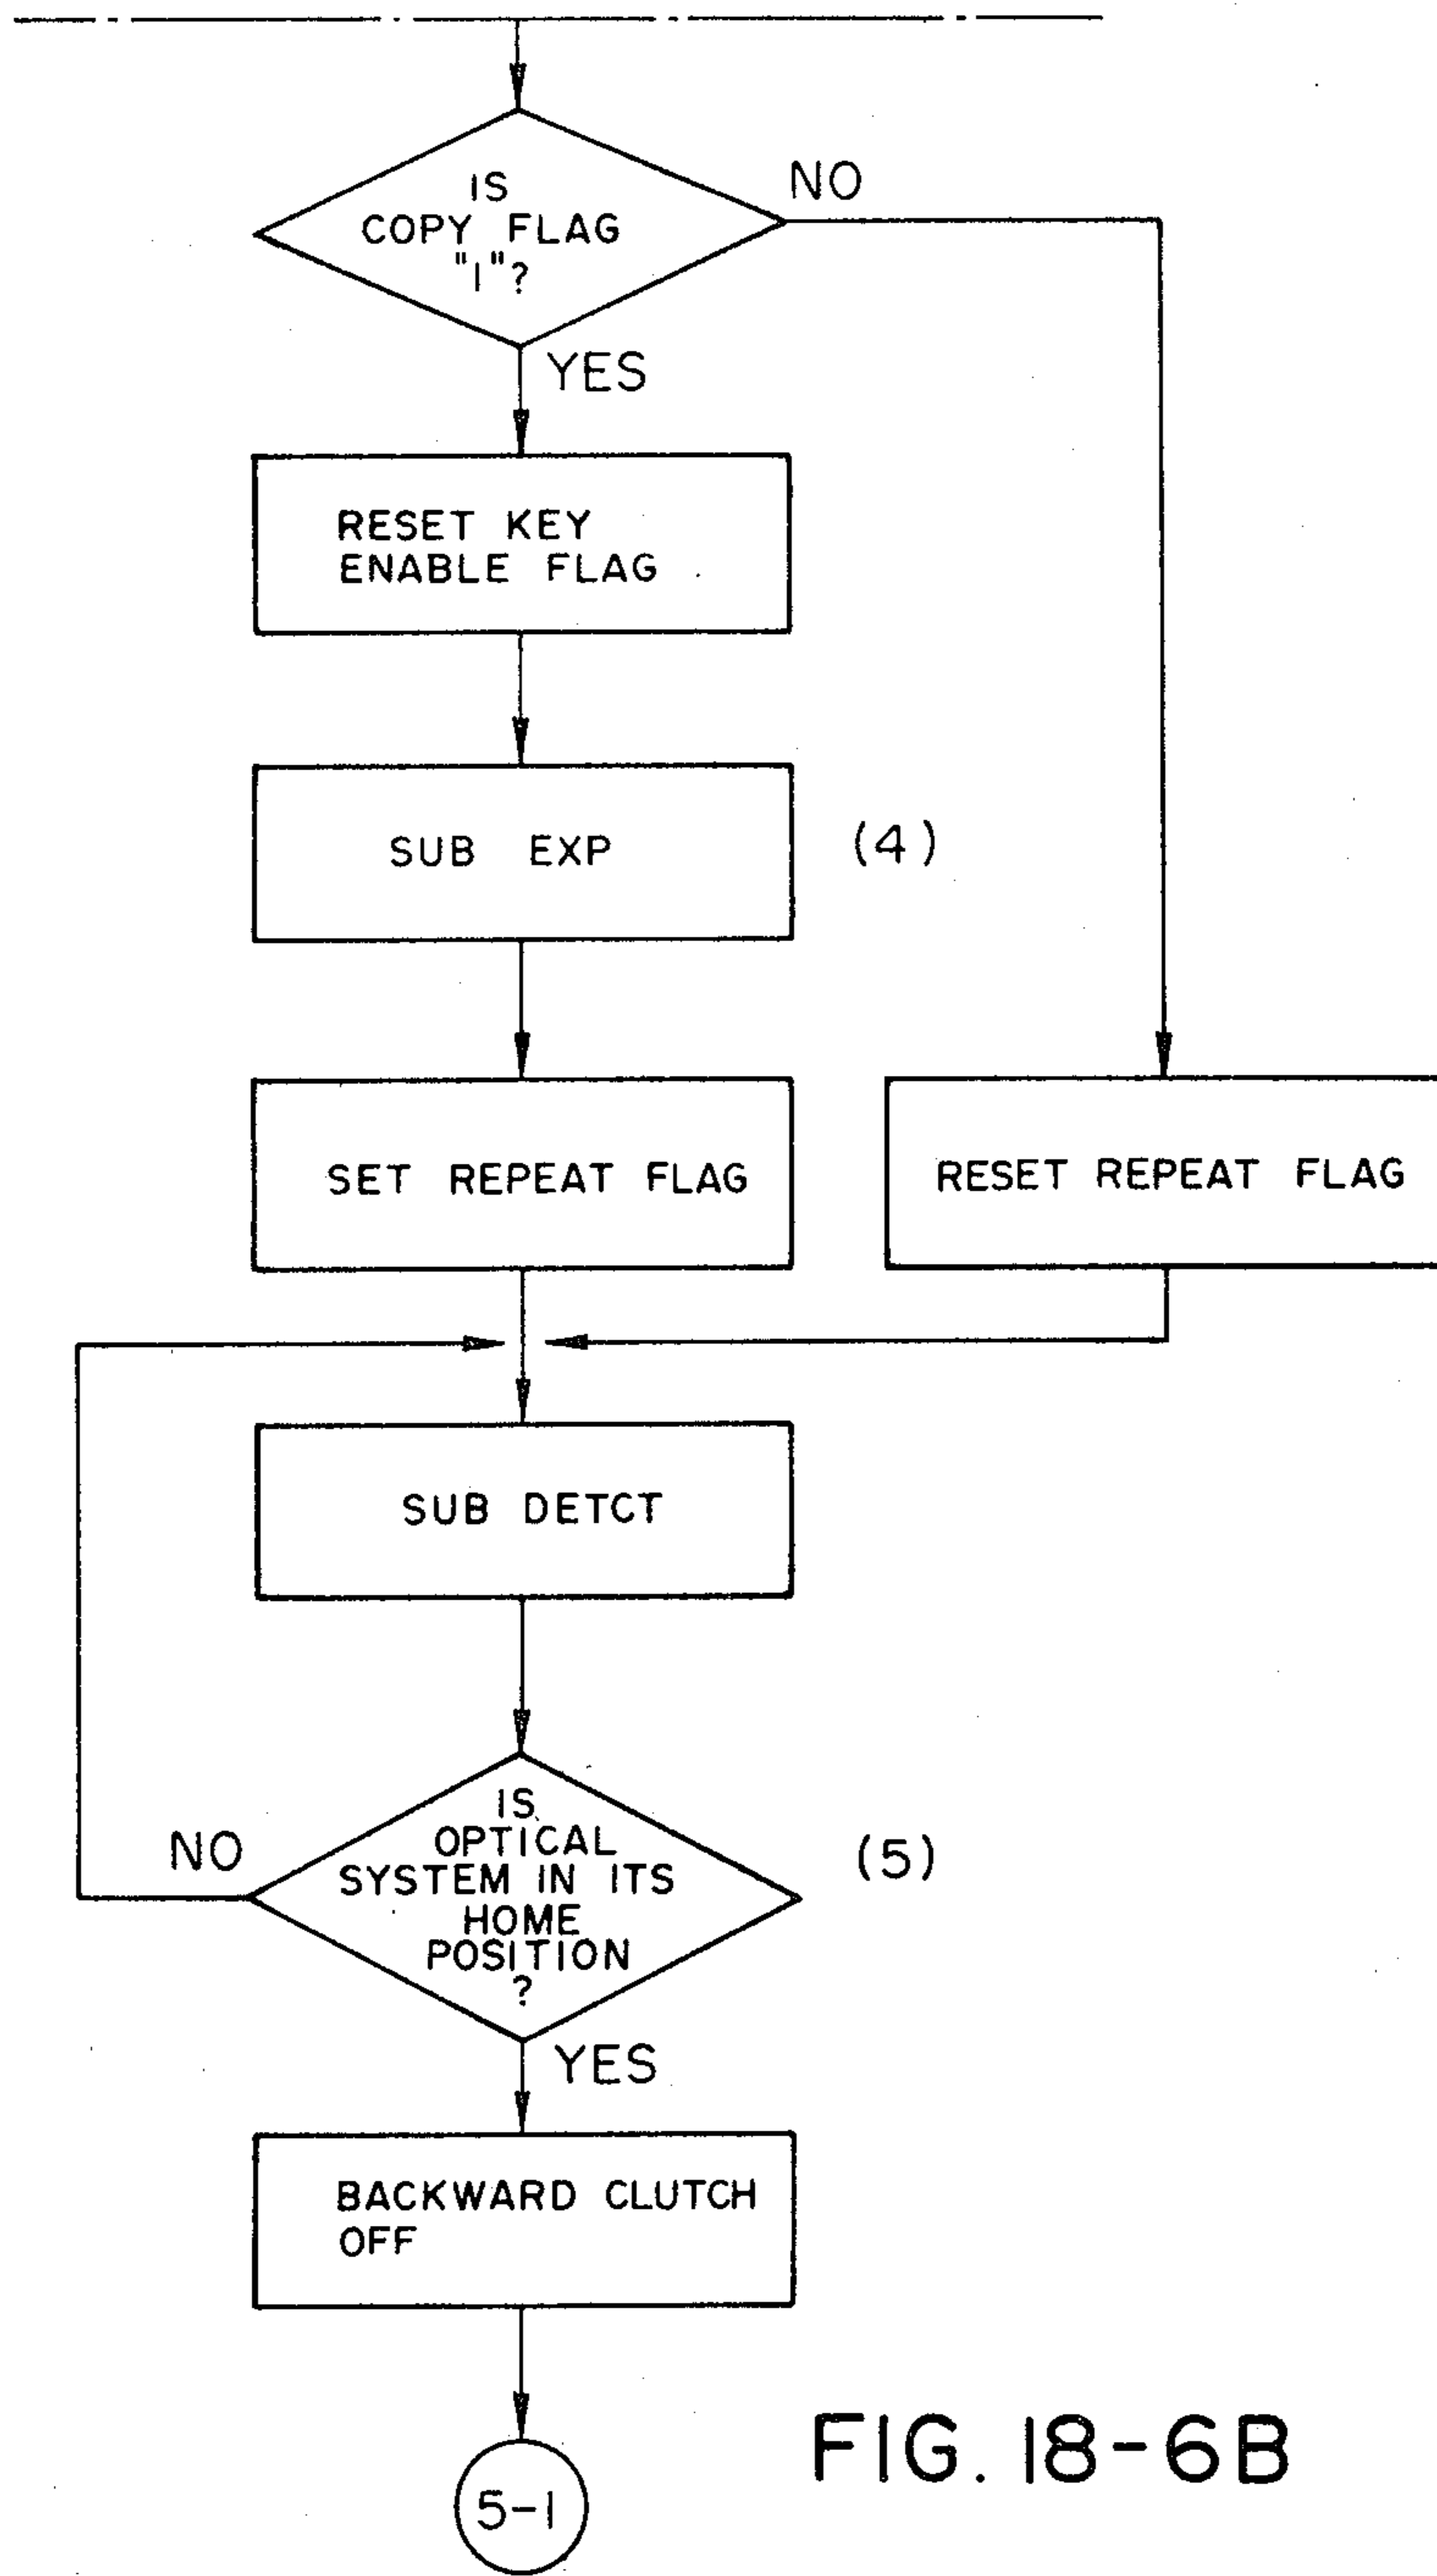 IS
COPY FLAG
"1"?
NO
YES
RESET KEY
ENABLE FLAG
SUB EXP
(4)
SET REPEAT FLAG
RESET REPEAT FLAG
SUB DETCT
IS
OPTICAL
SYSTEM IN ITS
HOME
POSITION
?
NO
(5)
YES
BACKWARD CLUTCH
OFF
5-1
FIG. 18-6B